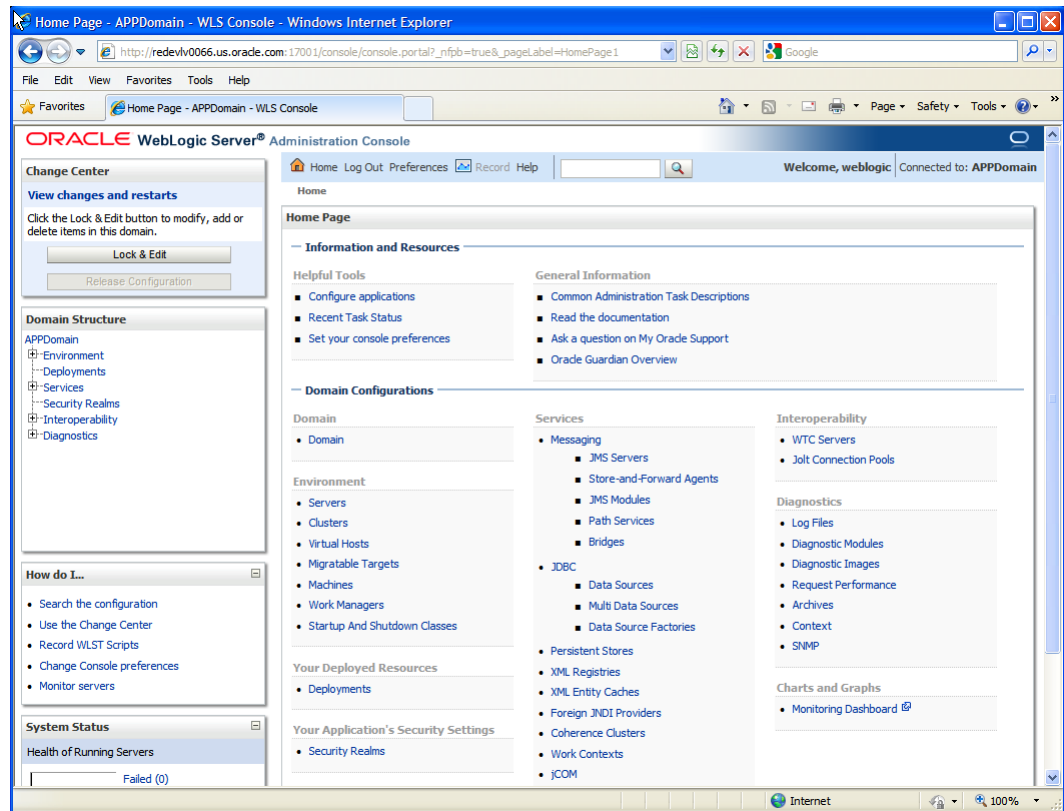 Home Page - APPDomain - WLS Console - Windows Internet Explorer
http://redevlv0066.us.oracle.com:17001/console/console.portal?_nfpb=true&_pageLabel=HomePage1
Google
File Edit View Favorites Tools Help
Favorites
Home Page - APPDomain - WLS Console
Page Safety Tools
ORACLE WebLogic Server® Administration Console
Change Center
View changes and restarts
Click the Lock & Edit button to modify, add or
delete items in this domain.
Lock & Edit
Release Configuration
Domain Structure
APPDomain
Environment
Deployments
Services
Security Realms
Interoperability
Diagnostics
How do I...
Search the configuration
Use the Change Center
Record WLST Scripts
Change Console preferences
Monitor servers
System Status
Health of Running Servers
Failed (0)
Home Log Out Preferences Record Help
Welcome, weblogic
Connected to: APPDomain
Home
Home Page
Information and Resources
Helpful Tools
Configure applications
Recent Task Status
Set your console preferences
General Information
Common Administration Task Descriptions
Read the documentation
Ask a question on My Oracle Support
Oracle Guardian Overview
Domain Configurations
Domain
Domain
Environment
Servers
Clusters
Virtual Hosts
Migratable Targets
Machines
Work Managers
Startup And Shutdown Classes
Your Deployed Resources
Deployments
Your Application's Security Settings
Security Realms
Services
Messaging
JMS Servers
Store-and-Forward Agents
JMS Modules
Path Services
Bridges
JDBC
Data Sources
Multi Data Sources
Data Source Factories
Persistent Stores
XML Registries
XML Entity Caches
Foreign JNDI Providers
Coherence Clusters
Work Contexts
jCOM
Interoperability
WTC Servers
Jolt Connection Pools
Diagnostics
Log Files
Diagnostic Modules
Diagnostic Images
Request Performance
Archives
Context
SNMP
Charts and Graphs
Monitoring Dashboard
Internet
100%